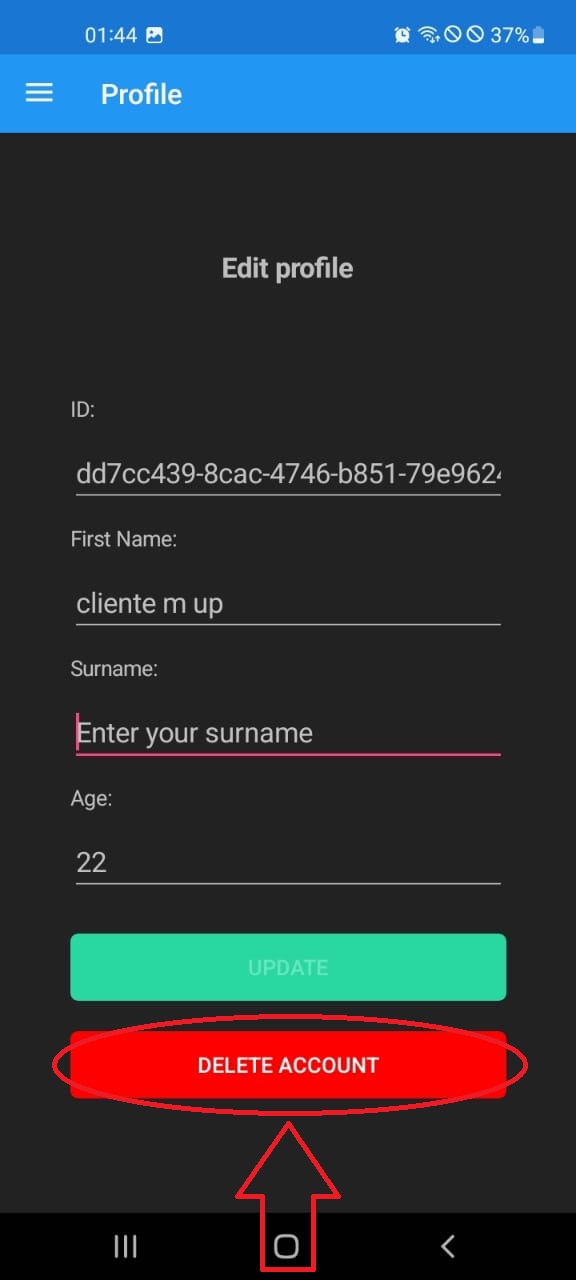 01:44 37%
Profile
Edit profile
ID:
dd7cc439-8cac-4746-b851-79e962
First Name:
cliente m up
Surname:
Enter your surname
Age:
22
UPDATE
DELETE ACCOUNT